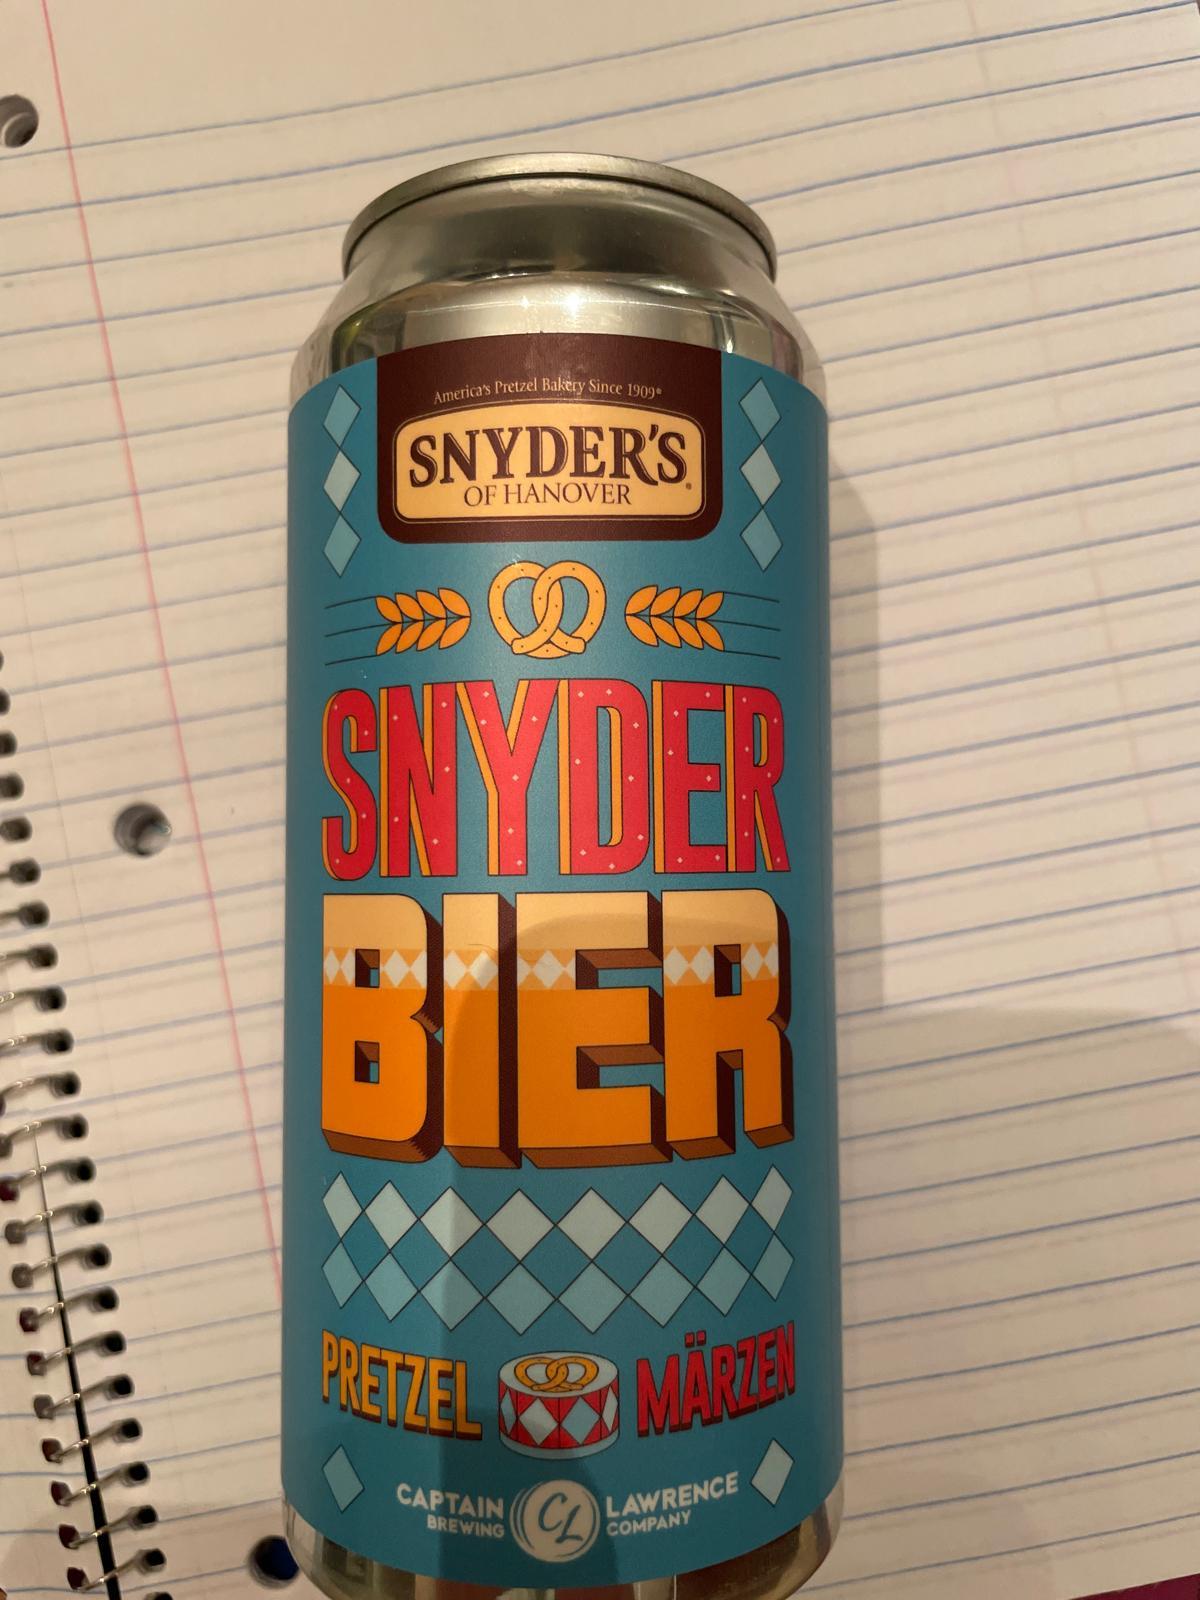 America's Pretzel Bakery Since 1909®
SNYDER'S
OF HANOVER®
SNYDER
BIER
PRETZEL MÄRZEN
CAPTAIN CL LAWRENCE
BREWING COMPANY